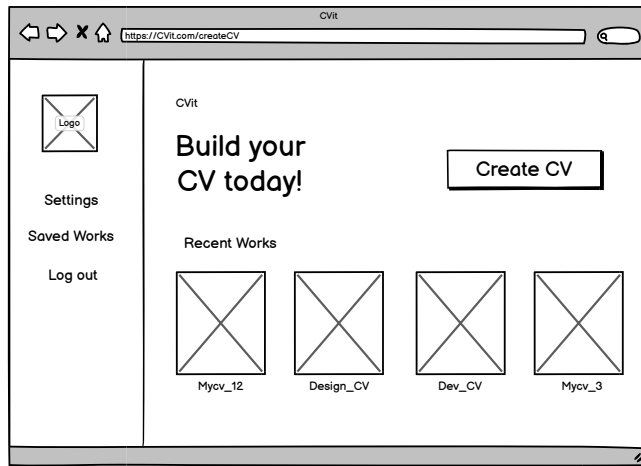 CVit
https://CVit.com/createCV
Logo
Settings
Saved Works
Log out
CVit
Build your
CV today!
Create CV
Recent Works
Mycv_12
Design_CV
Dev_CV
Mycv_3